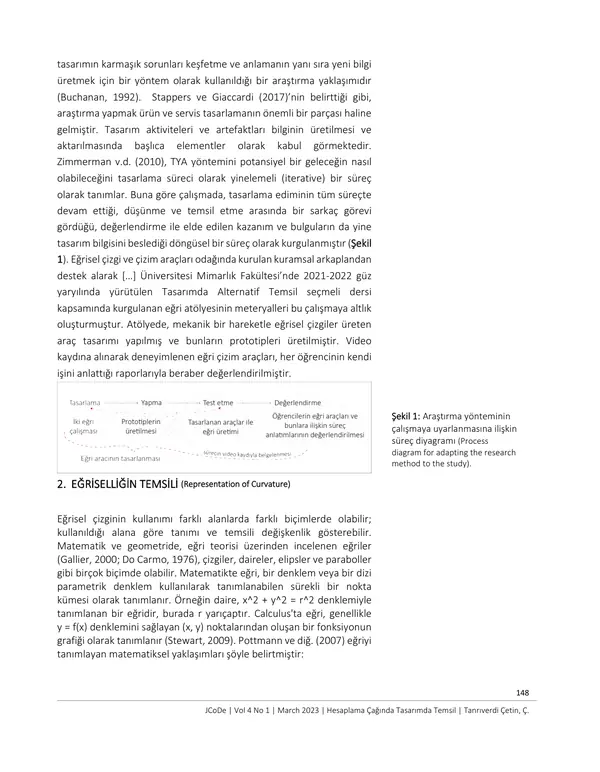 tasarımın karmaşık sorunları keşfetme ve anlamanın yanı sıra yeni bilgi
üretmek için bir yöntem olarak kullanıldığı bir araştırma yaklaşımıdır
(Buchanan, 1992).  Stappers ve Giaccardi (2017)’nin belirttiği gibi,
araştırma yapmak ürün ve servis tasarlamanın önemli bir parçası haline
gelmiştir. Tasarım aktiviteleri ve artefaktları bilginin üretilmesi ve
aktarılmasında başlıca elementler olarak kabul görmektedir.
Zimmerman v.d. (2010), TYA yöntemini potansiyel bir geleceğin nasıl
olabileceğini tasarlama süreci olarak yinelemeli (iterative) bir süreç
olarak tanımlar. Buna göre çalışmada, tasarlama ediminin tüm süreçte
devam ettiği, düşünme ve temsil etme arasında bir sarkaç görevi
gördüğü, değerlendirme ile elde edilen kazanım ve bulguların da yine
tasarım bilgisini beslediği döngüsel bir süreç olarak kurgulanmıştır (Şekil
1). Eğrisel çizgi ve çizim araçları odağında kurulan kuramsal arkaplandan
destek alarak [...] Üniversitesi Mimarlık Fakültesi’nde 2021-2022 güz
yarıyılında yürütülen Tasarımda Alternatif Temsil seçmeli dersi
kapsamında kurgulanan eğri atölyesinin meteryalleri bu çalışmaya altlık
oluşturmuştur. Atölyede, mekanik bir hareketle eğrisel çizgiler üreten
araç tasarımı yapılmış ve bunların prototipleri üretilmiştir. Video
kaydına alınarak deneyimlenen eğri çizim araçları, her öğrencinin kendi
işini anlattığı raporlarıyla beraber değerlendirilmiştir.
Tasarlama Yapma Test etme Değerlendirme
İki eğri
çalışması
Prototiplerin
üretilmesi
Tasarlanan araçlar ile
eğri üretimi
Öğrencilerin eğri araçları ve
bunlara ilişkin süreç
anlatımlarının değerlendirilmesi
Eğri aracının tasarlanması
sürecin video kaydıyla belgelenmesi
Şekil 1: Araştırma yönteminin
çalışmaya uyarlanmasına ilişkin
süreç diyagramı (Process
diagram for adapting the research
method to the study).
2. EĞRİSELLİĞİN TEMSİLİ (Representation of Curvature)
Eğrisel çizginin kullanımı farklı alanlarda farklı biçimlerde olabilir;
kullanıldığı alana göre tanımı ve temsili değişkenlik gösterebilir.
Matematik ve geometride, eğri teorisi üzerinden incelenen eğriler
(Gallier, 2000; Do Carmo, 1976), çizgiler, daireler, elipsler ve paraboller
gibi birçok biçimde olabilir. Matematikte eğri, bir denklem veya bir dizi
parametrik denklem kullanılarak tanımlanabilen sürekli bir nokta
kümesi olarak tanımlanır. Örneğin daire, x^2 + y^2 = r^2 denklemiyle
tanımlanan bir eğridir, burada r yarıçaptır. Calculus'ta eğri, genellikle
y = f(x) denklemini sağlayan (x, y) noktalarından oluşan bir fonksiyonun
grafiği olarak tanımlanır (Stewart, 2009). Pottmann ve diğ. (2007) eğriyi
tanımlayan matematiksel yaklaşımları şöyle belirtmiştir:
148
JCoDe | Vol 4 No 1 | March 2023 | Hesaplama Çağında Tasarımda Temsil | Tanrıverdi Çetin, Ç.